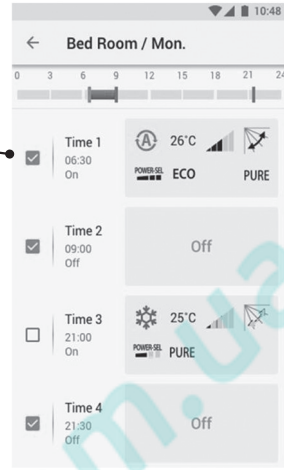 10:48
Bed Room / Mon.
0 3 6 9 12 15 18 21 24
Time 1
06:30
On
A 26°C
POWER-SEL ECO PURE
Time 2
09:00
Off
Off
Time 3
21:00
On
25°C
POWER-SEL PURE
Time 4
21:30
Off
Off
m.ua